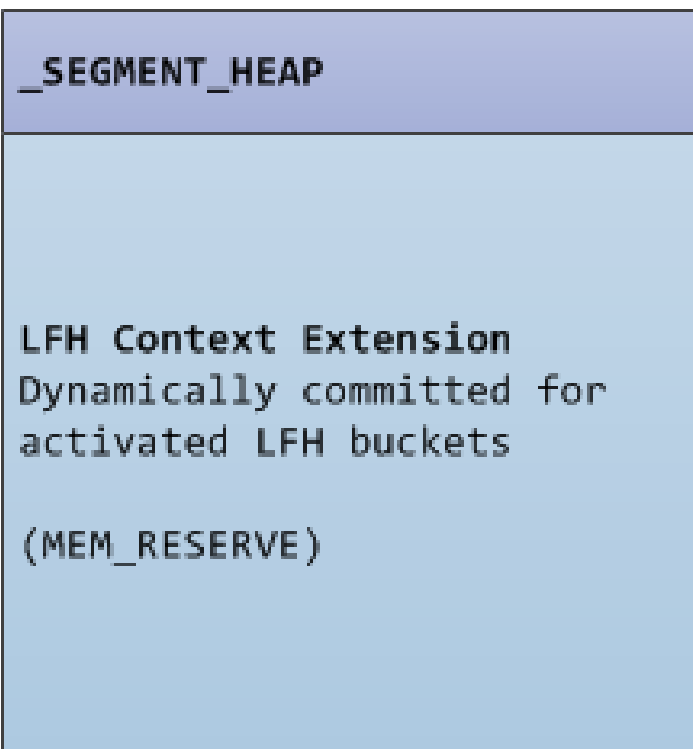 _SEGMENT_HEAP
LFH Context Extension
Dynamically committed for
activated LFH buckets
(MEM_RESERVE)